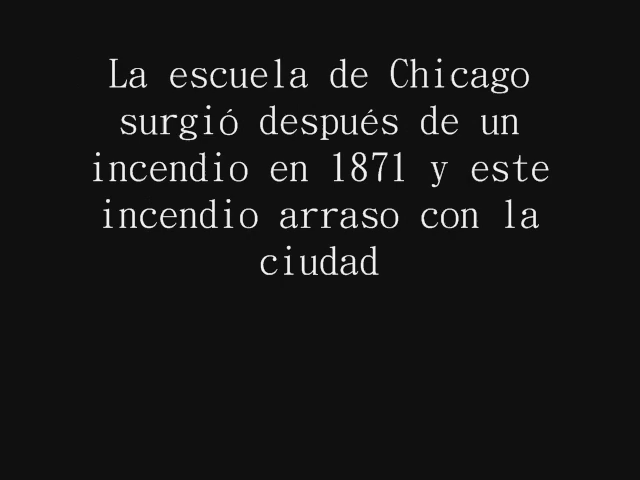 La escuela de Chicago
surgió después de un
incendio en 1871 y este
incendio arraso con la
ciudad